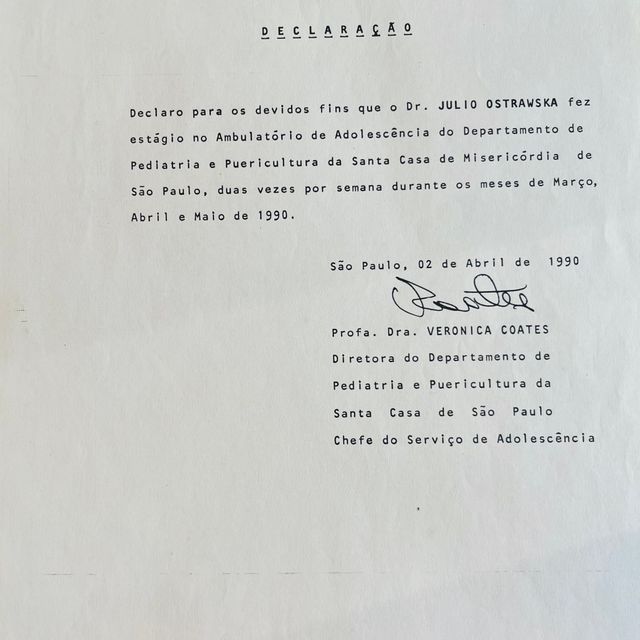 DECLARAÇÃO
Declaro para os devidos fins que o Dr. JULIO OSTRAWSKA fez
estágio no Ambulatório de Adolescência do Departamento de
Pediatria e Puericultura da Santa Casa de Misericórdia de
São Paulo, duas vezes por semana durante os meses de Março,
Abril e Maio de 1990.
São Paulo, 02 de Abril de 1990
Profa. Dra. VERONICA COATES
Diretora do Departamento de
Pediatria e Puericultura da
Santa Casa de São Paulo
Chefe do Serviço de Adolescência